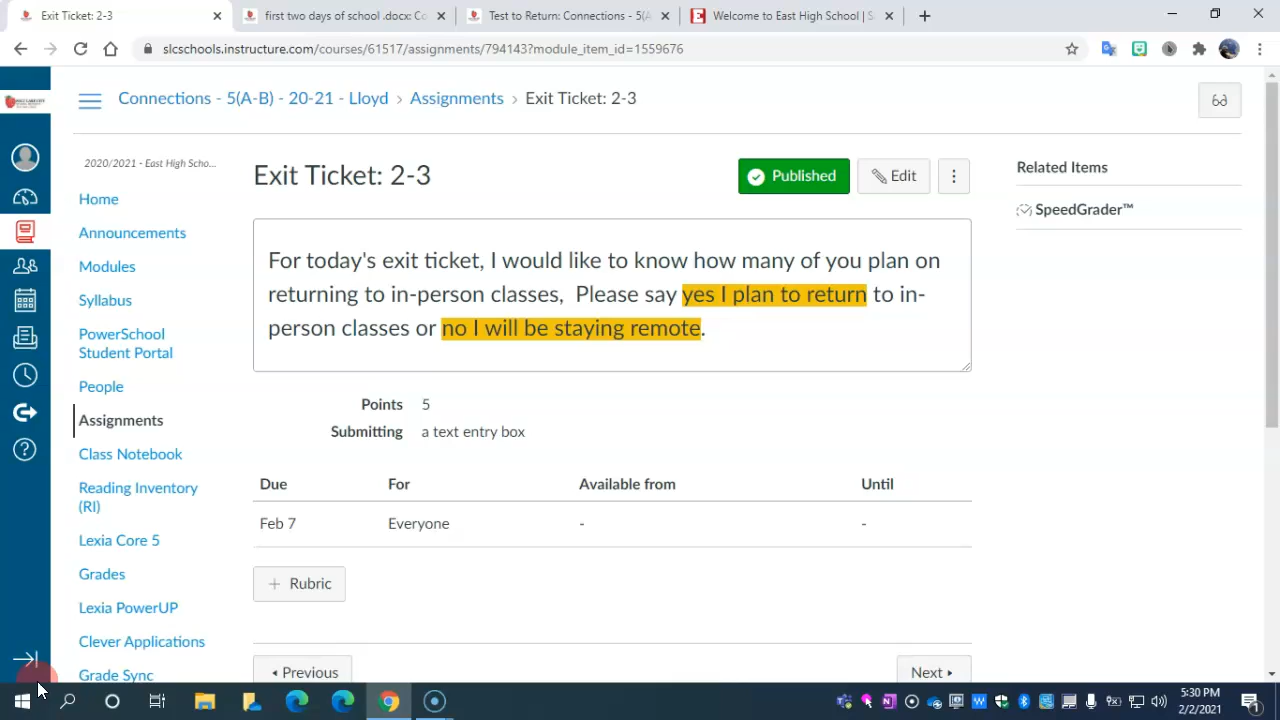 Exit Ticket: 2-3
first two days of school .docx: Co
Test to Return: Connections - 5(A
Welcome to East High School | S
slcschools.instructure.com/courses/61517/assignments/794143?module_item_id=1559676
Connections - 5(A-B) - 20-21 - Lloyd › Assignments › Exit Ticket: 2-3
2020/2021 - East High Scho...
Home
Announcements
Modules
Syllabus
PowerSchool
Student Portal
People
Assignments
Class Notebook
Reading Inventory
(RI)
Lexia Core 5
Grades
Lexia PowerUP
Clever Applications
Grade Sync
Exit Ticket: 2-3
Published
Edit
For today's exit ticket, I would like to know how many of you plan on
returning to in-person classes,  Please say yes I plan to return to in-
person classes or no I will be staying remote.
Points 5
Submitting a text entry box
Due For Available from Until
Feb 7 Everyone - -
+ Rubric
Previous
Next
Related Items
SpeedGrader™
5:30 PM
2/2/2021